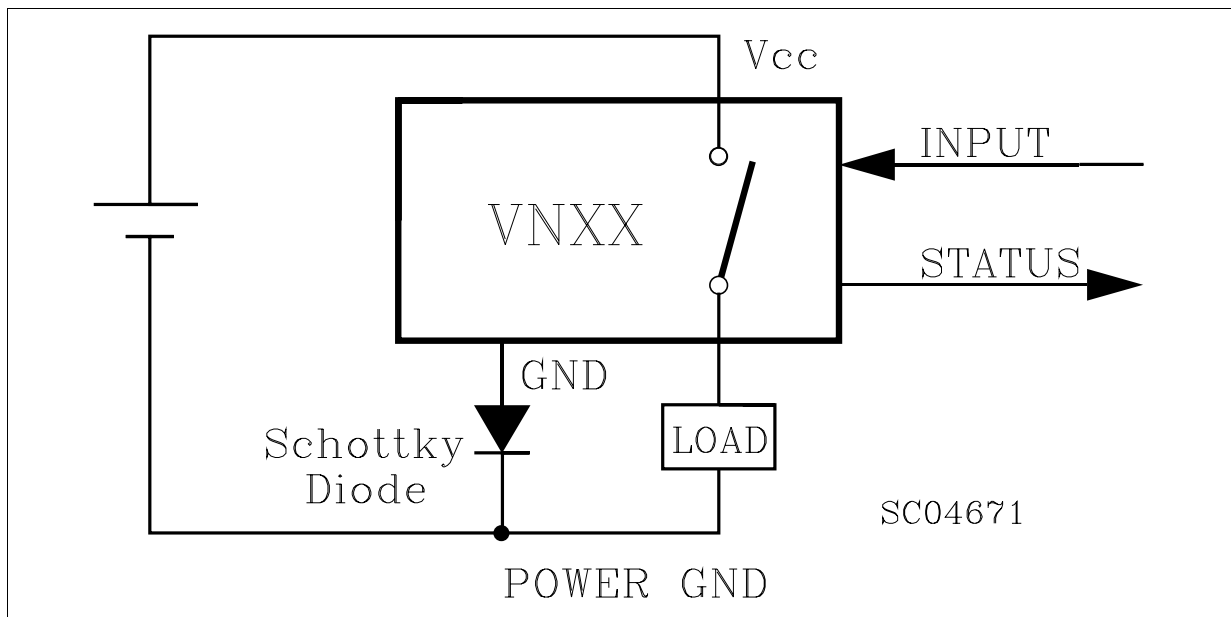 Vcc
INPUT
VNXX
STATUS
GND
Schottky
Diode
LOAD
SC04671
POWER GND